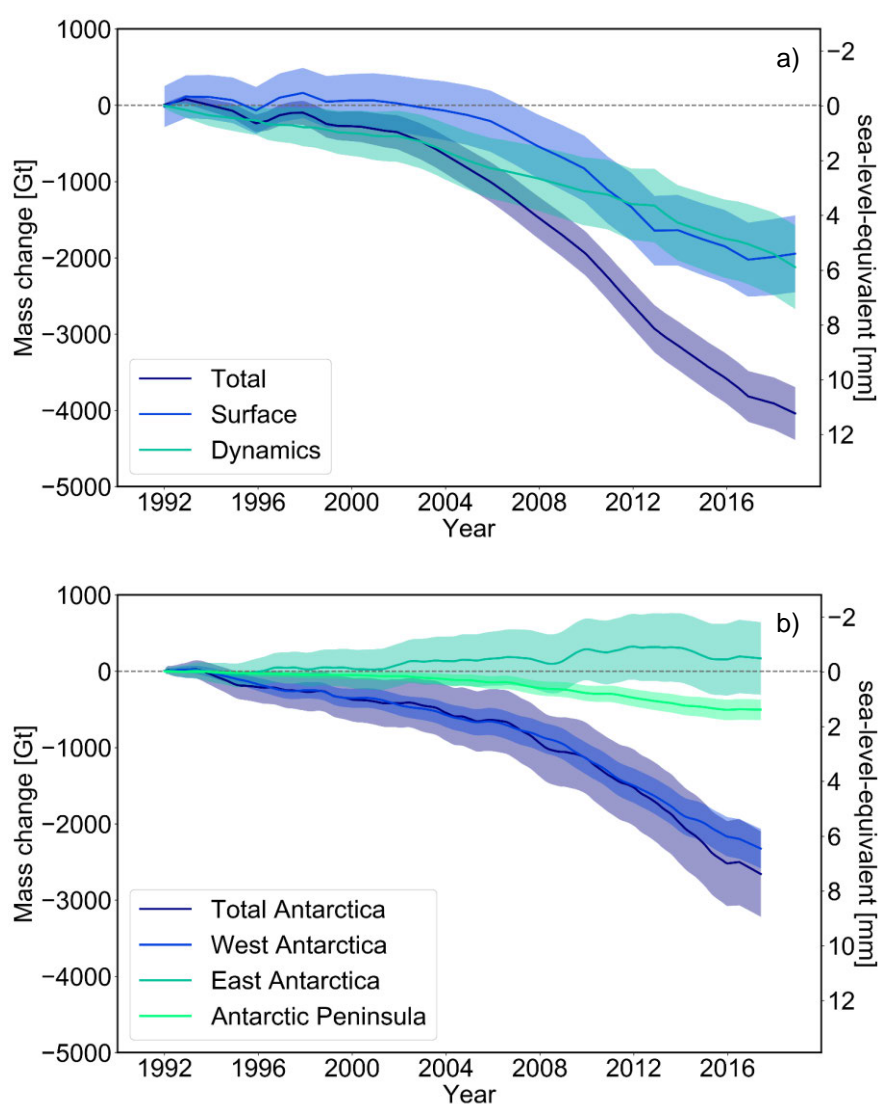 a)
1000
0
−1000
−2000
−3000
−4000
−5000
Mass change [Gt]
−2
0
2
4
6
8
10
12
sea-level-equivalent [mm]
Total
Surface
Dynamics
1992 1996 2000 2004 2008 2012 2016
Year
b)
1000
0
−1000
−2000
−3000
−4000
−5000
Mass change [Gt]
−2
0
2
4
6
8
10
12
sea-level-equivalent [mm]
Total Antarctica
West Antarctica
East Antarctica
Antarctic Peninsula
1992 1996 2000 2004 2008 2012 2016
Year